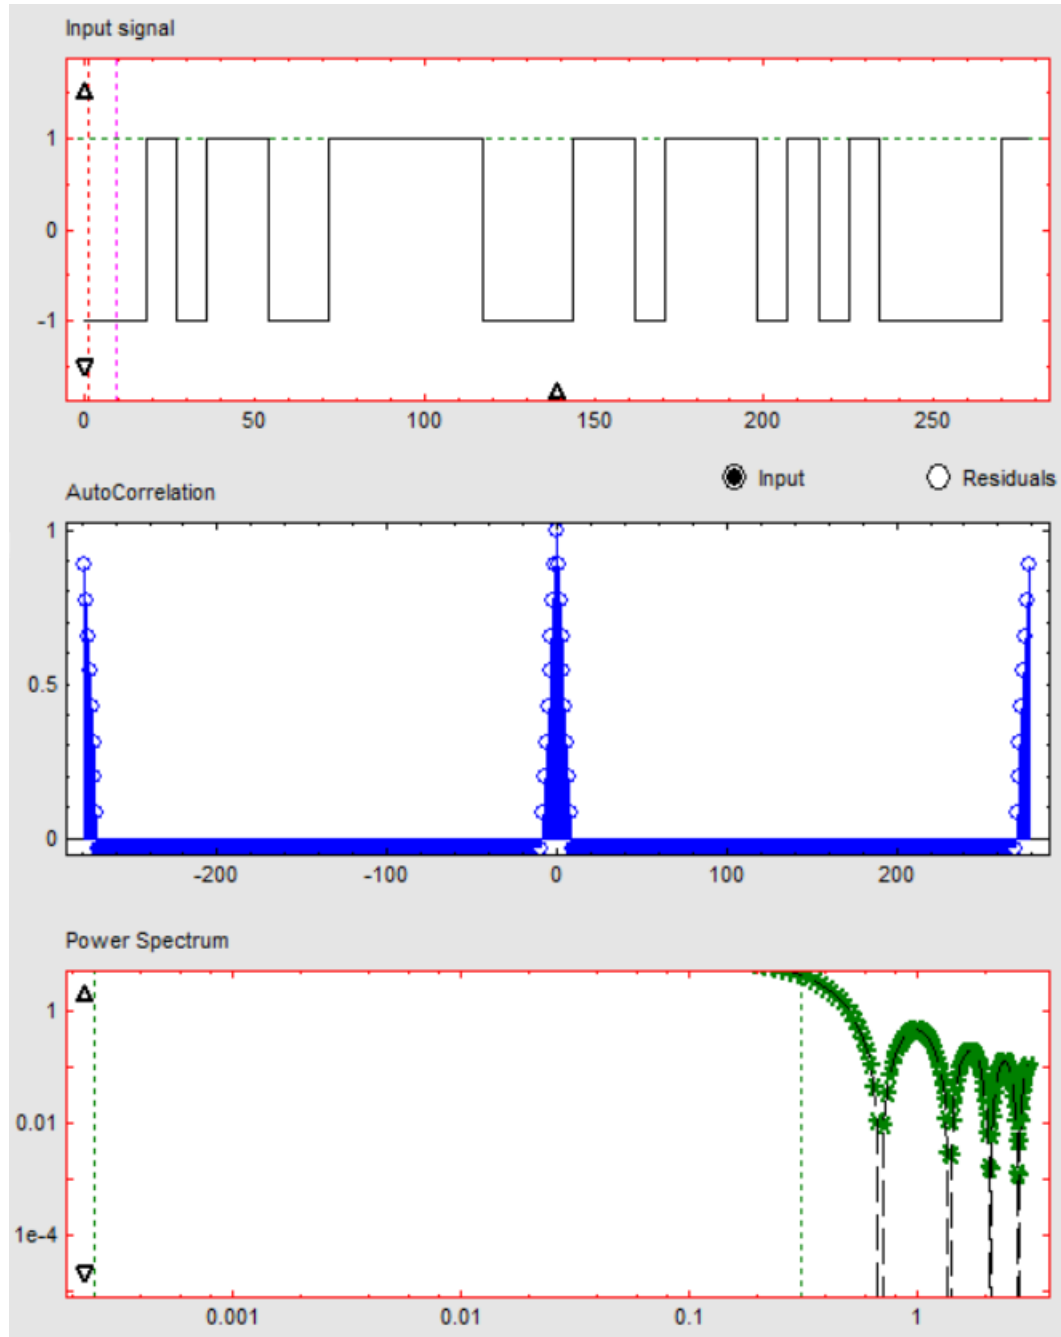 Input signal
1
0
-1
0 50 100 150 200 250
Input Residuals
AutoCorrelation
1
0.5
0
-200 -100 0 100 200
Power Spectrum
1
0.01
1e-4
0.001 0.01 0.1 1